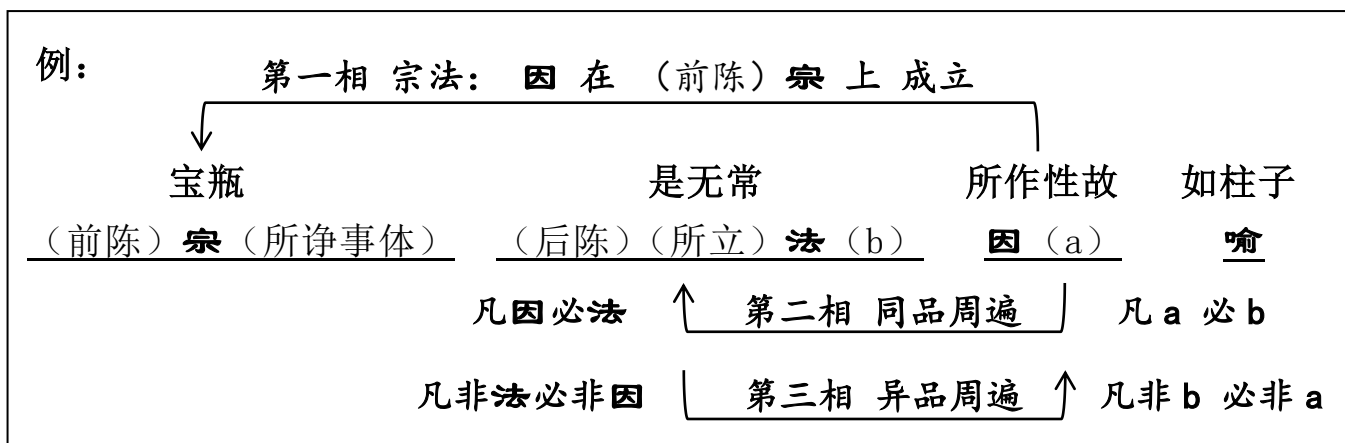 例： 第一相 宗法： 因 在 （前陈）宗 上 成立
宝瓶 是无常 所作性故 如柱子
（前陈）宗（所诤事体） （后陈）（所立）法（b） 因（a） 喻
凡因必法 第二相 同品周遍 凡 a 必 b
凡非法必非因 第三相 异品周遍 凡非 b 必非 a